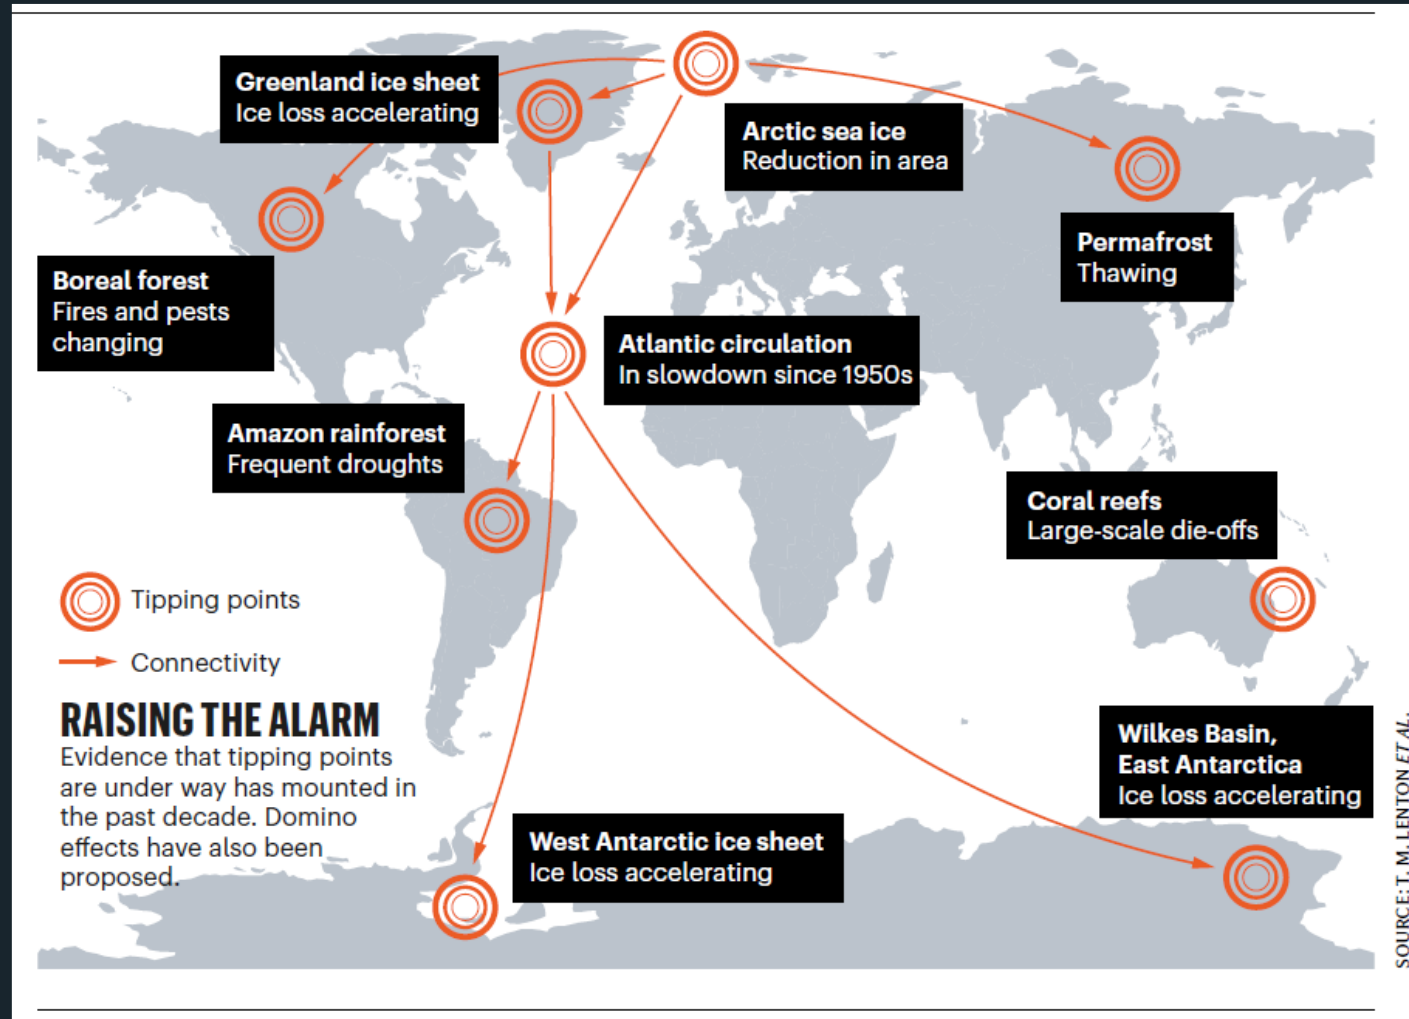 Greenland ice sheet
Ice loss accelerating
Arctic sea ice
Reduction in area
Permafrost
Thawing
Boreal forest
Fires and pests
changing
Atlantic circulation
In slowdown since 1950s
Amazon rainforest
Frequent droughts
Coral reefs
Large-scale die-offs
Tipping points
Connectivity
RAISING THE ALARM
Evidence that tipping points
are under way has mounted in
the past decade. Domino
effects have also been
proposed.
Wilkes Basin,
East Antarctica
Ice loss accelerating
West Antarctic ice sheet
Ice loss accelerating
SOURCE: T. M. LENTON ET AL.